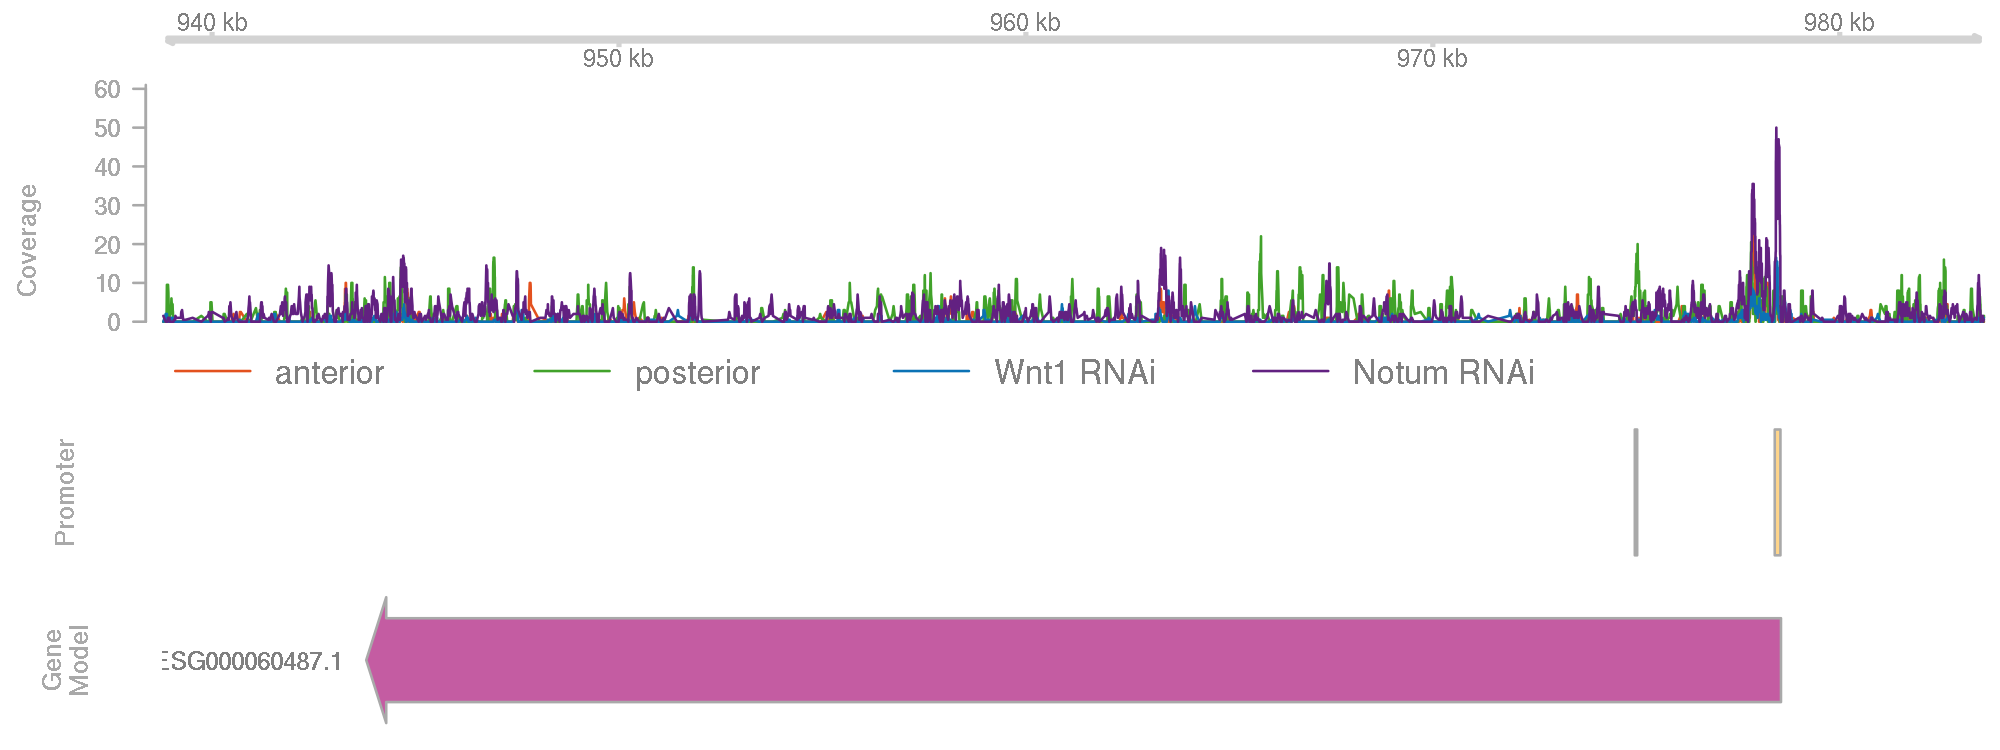 940 kb
960 kb
980 kb
950 kb
970 kb
Coverage
60
50
40
30
20
10
0
anterior
posterior
Wnt1 RNAi
Notum RNAi
Promoter
Gene
Model
ESG000060487.1